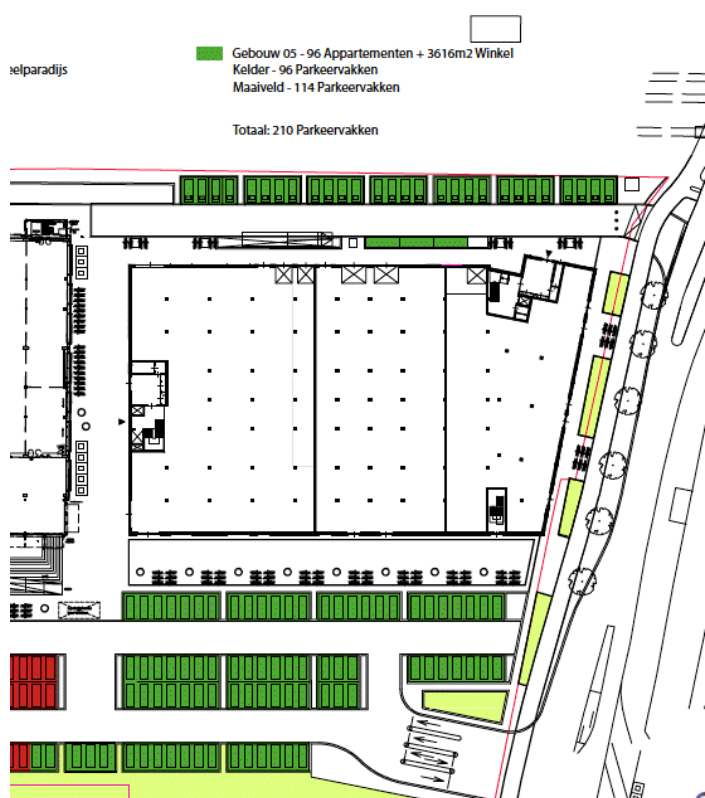 eelparadijs
Gebouw 05 - 96 Appartementen + 3616m2 Winkel
Kelder - 96 Parkeervakken
Maaiveld - 114 Parkeervakken
Totaal: 210 Parkeervakken